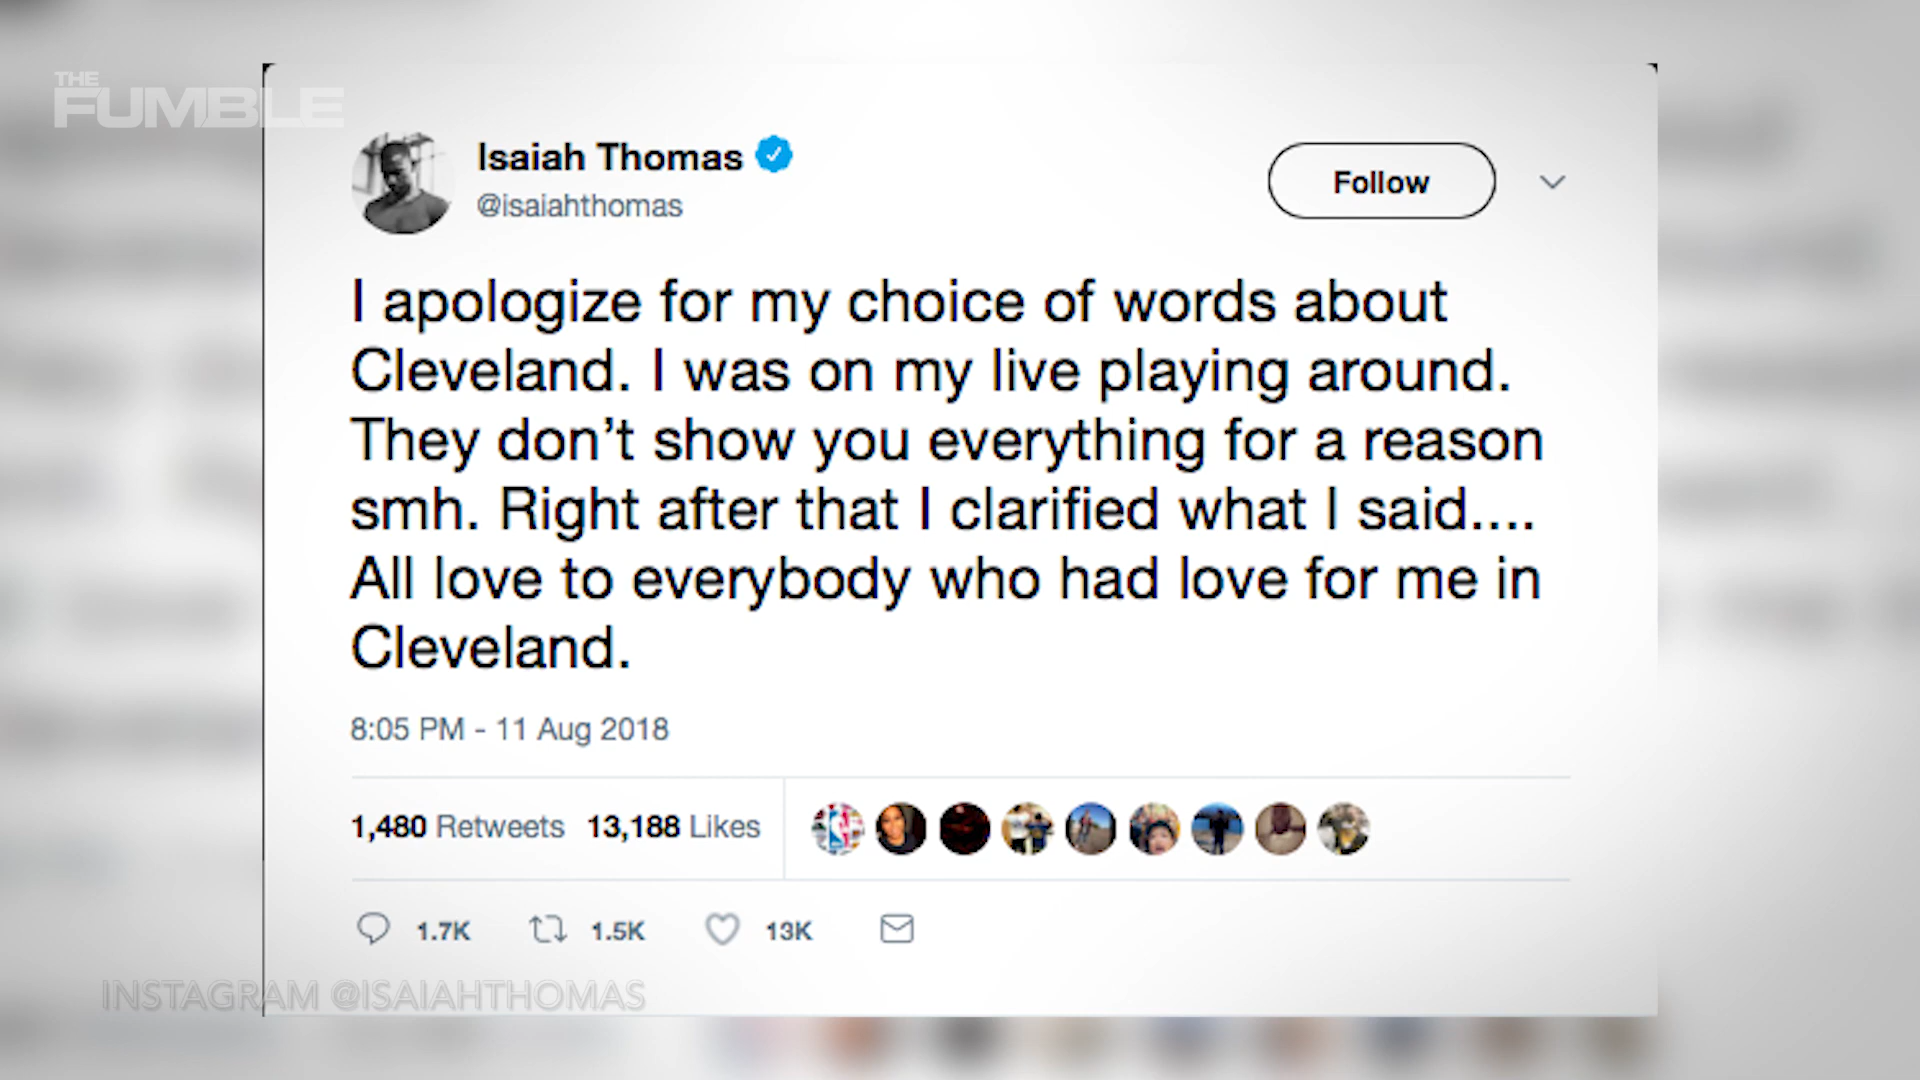 THE
FUMBLE
Isaiah Thomas
@isaiahthomas
Follow
I apologize for my choice of words about
Cleveland. I was on my live playing around.
They don’t show you everything for a reason
smh. Right after that I clarified what I said....
All love to everybody who had love for me in
Cleveland.
8:05 PM - 11 Aug 2018
1,480 Retweets 13,188 Likes
1.7K 1.5K 13K
INSTAGRAM @ISAIAHTHOMAS